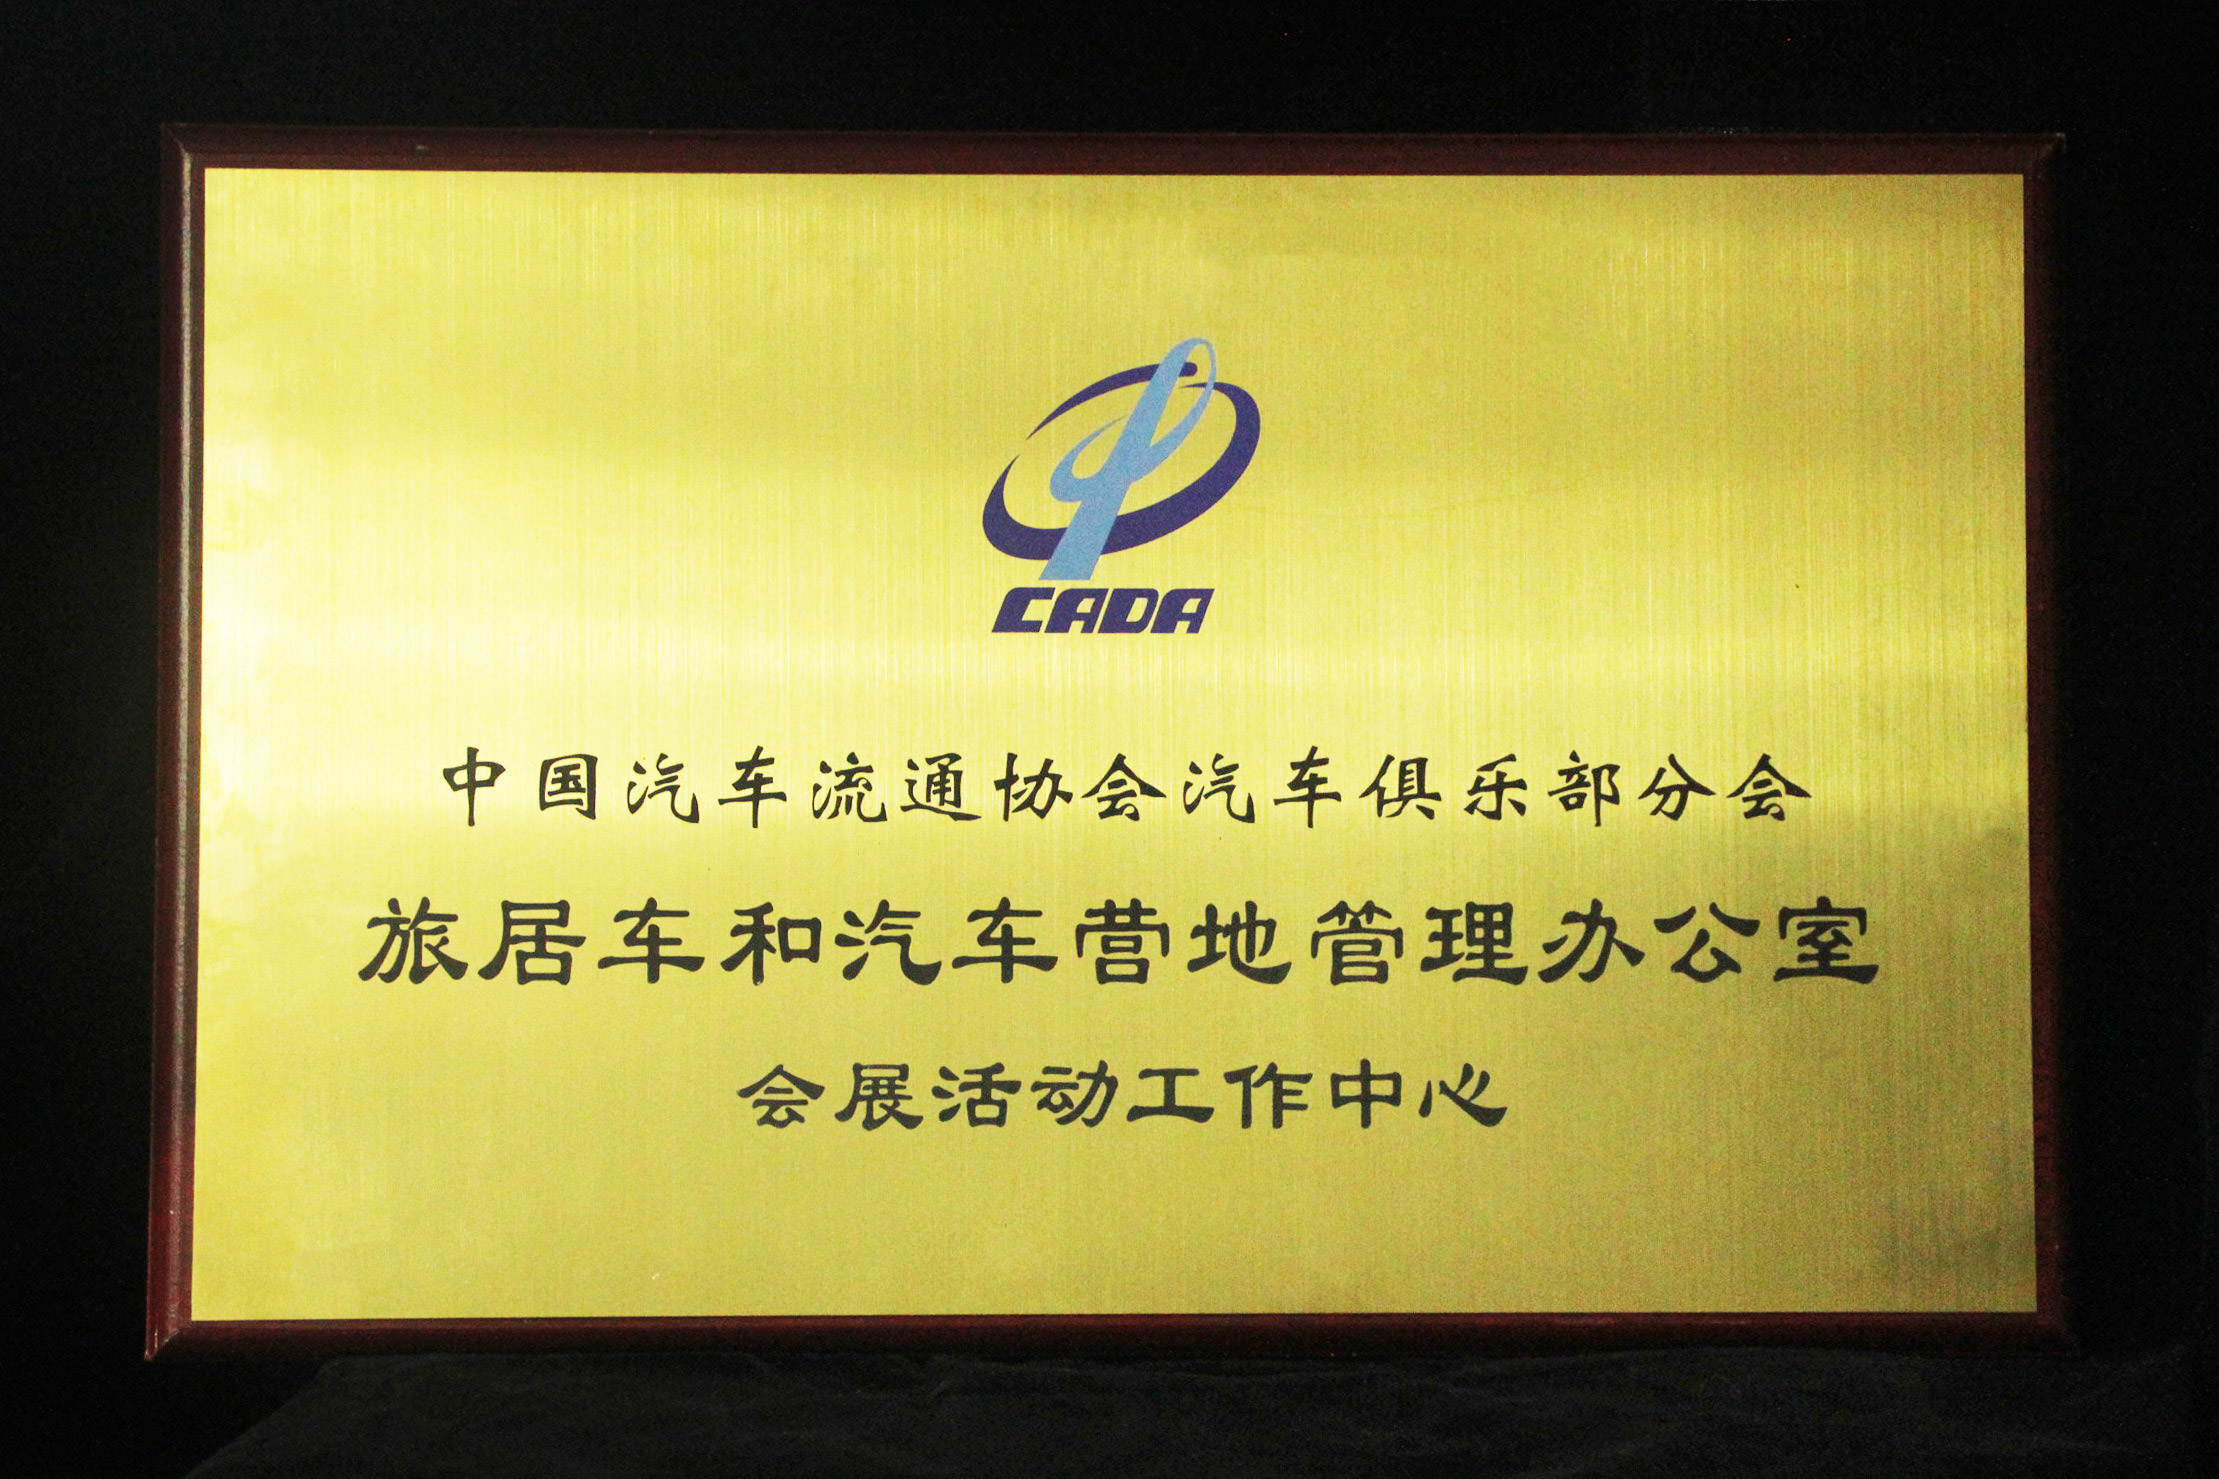 CADA
中国汽车流通协会汽车俱乐部分会
旅居车和汽车营地管理办公室
会展活动工作中心